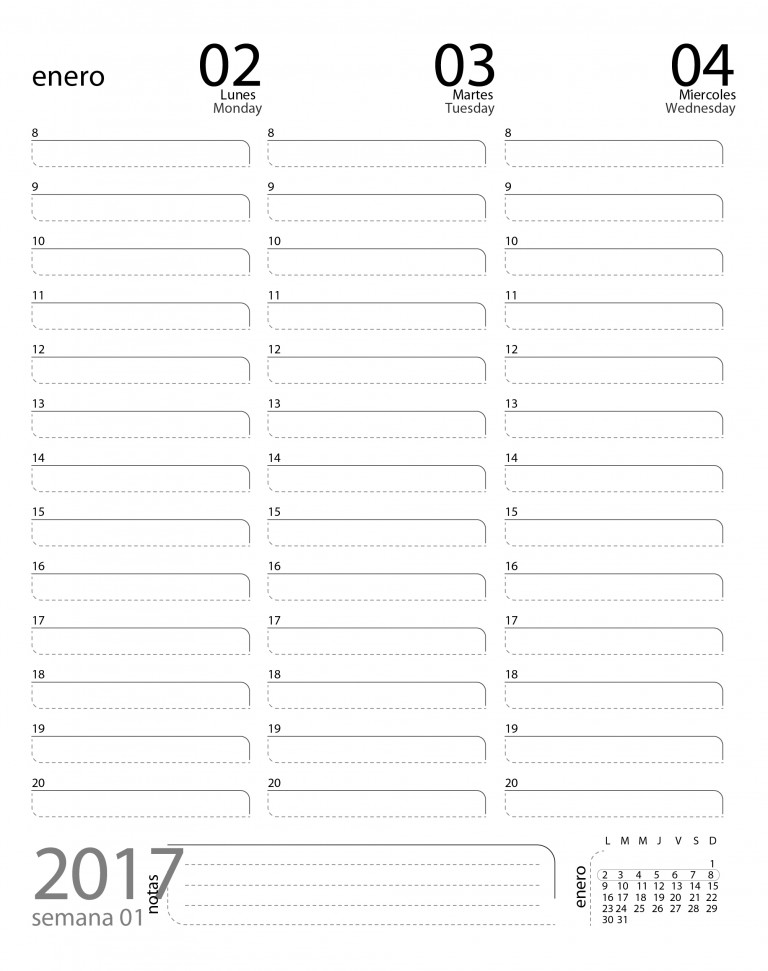 enero
02
Lunes
Monday
03
Martes
Tuesday
04
Miercoles
Wednesday
8 8 8
9 9 9
10 10 10
11 11 11
12 12 12
13 13 13
14 14 14
15 15 15
16 16 16
17 17 17
18 18 18
19 19 19
20 20 20
2017
semana 01
notas
enero
L M M J V S D
1
2 3 4 5 6 7 8
9 10 11 12 13 14 15
16 17 18 19 20 21 22
23 24 25 26 27 28 29
30 31